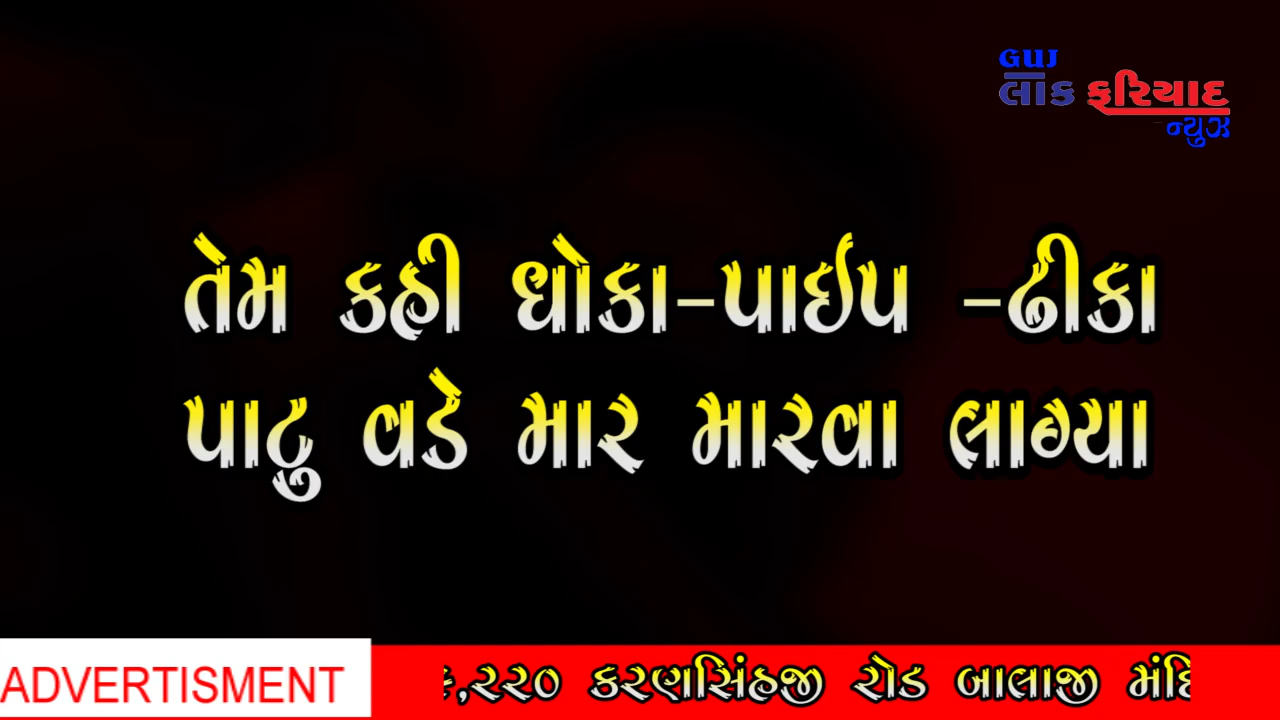 GUJ
લોક ફરિયાદ
ન્યુઝ
તેમ કહી ધોકા-પાઈપ -ઢીકા
પાટુ વડે માર મારવા લાગ્યા
ADVERTISMENT
,૨૨૦ કરણસિંહજી રોડ બાલાજી